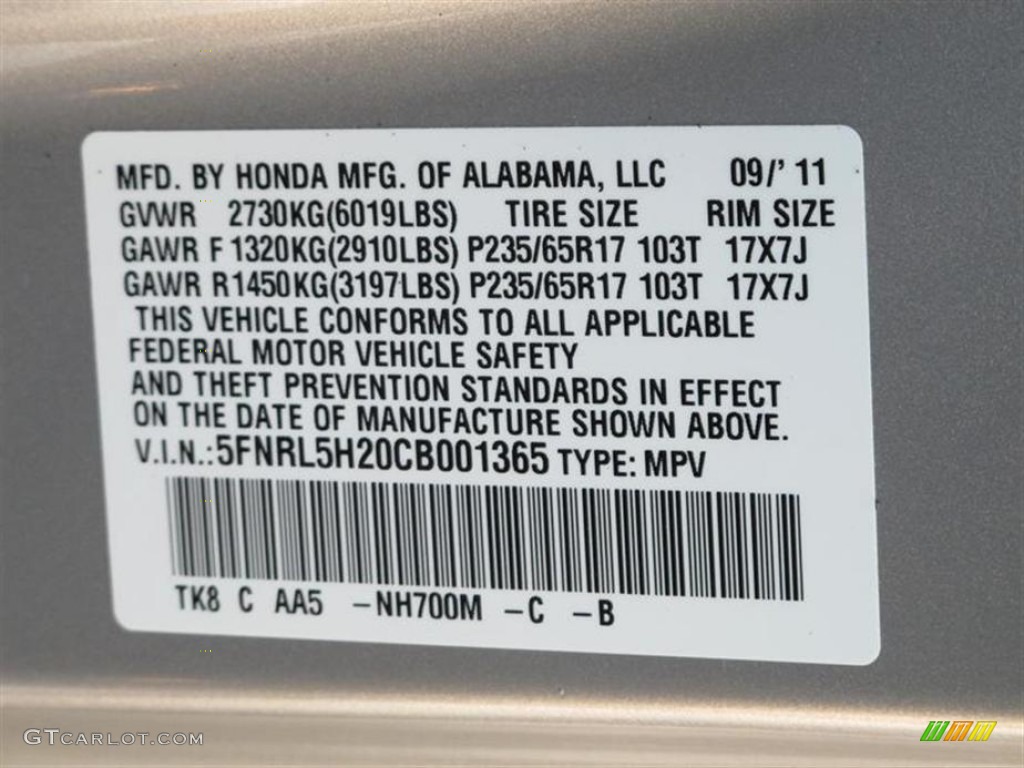 MFD. BY HONDA MFG. OF ALABAMA, LLC 09/' 11
GVWR 2730KG(6019LBS) TIRE SIZE RIM SIZE
GAWR F 1320KG(2910LBS) P235/65R17 103T 17X7J
GAWR R1450KG(3197LBS) P235/65R17 103T 17X7J
THIS VEHICLE CONFORMS TO ALL APPLICABLE
FEDERAL MOTOR VEHICLE SAFETY
AND THEFT PREVENTION STANDARDS IN EFFECT
ON THE DATE OF MANUFACTURE SHOWN ABOVE.
V.I.N.:5FNRL5H20CB001365 TYPE: MPV
TK8 C AA5 -NH700M -C -B
GTCARLOT.COM